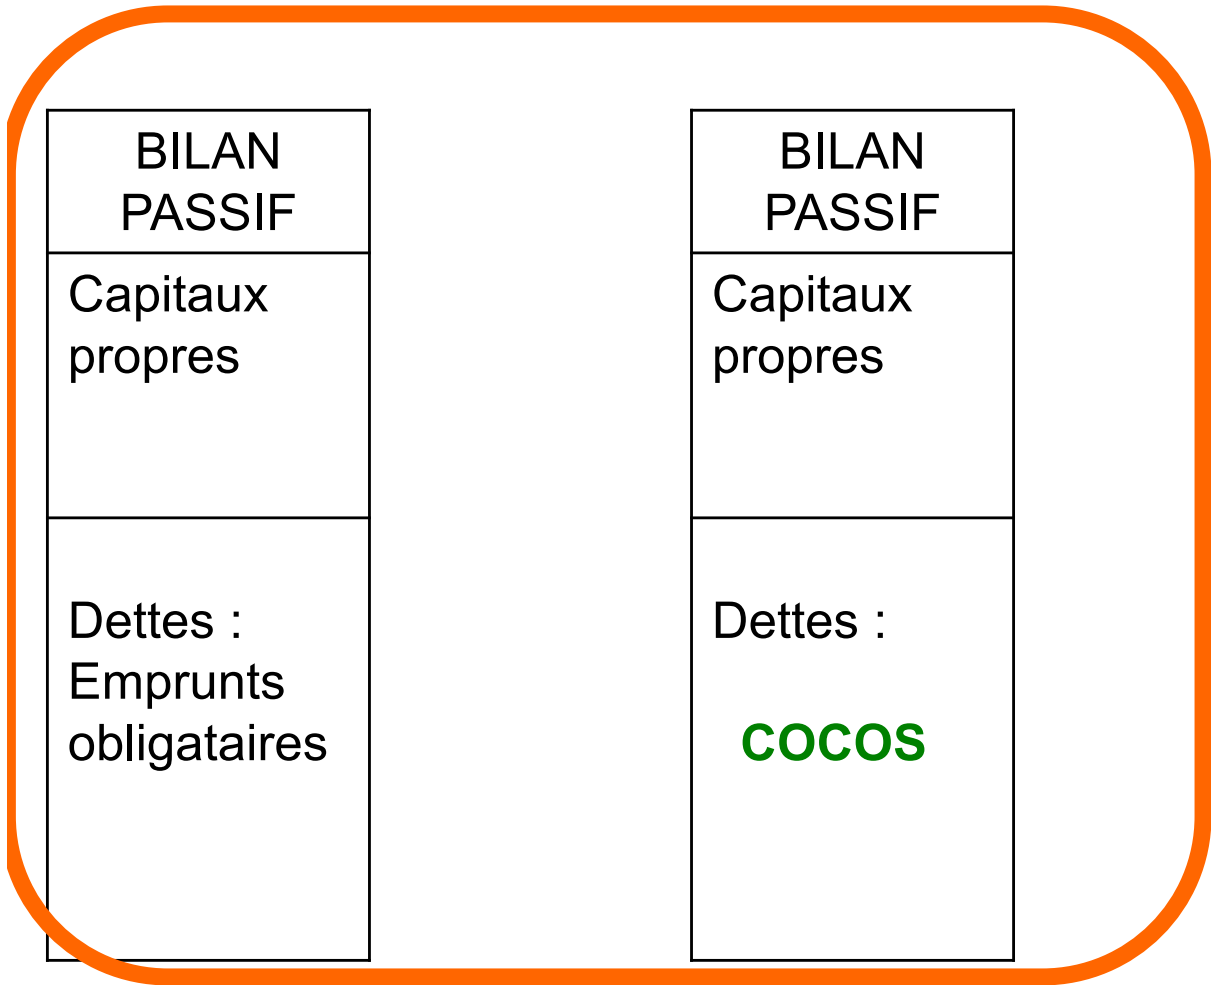 BILAN
PASSIF
Capitaux
propres
Dettes :
Emprunts
obligataires
BILAN
PASSIF
Capitaux
propres
Dettes :
COCOS